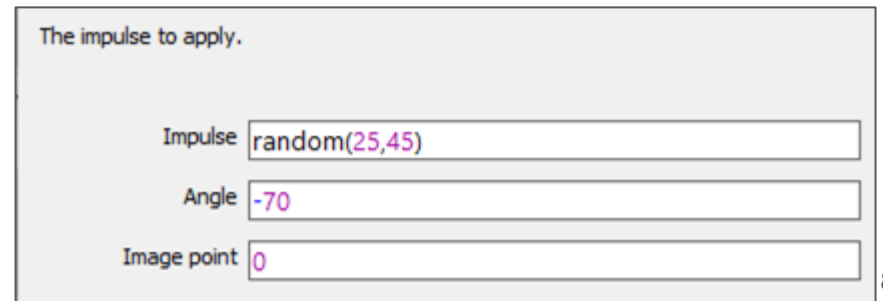 The impulse to apply.
Impulse random(25,45)
Angle -70
Image point 0